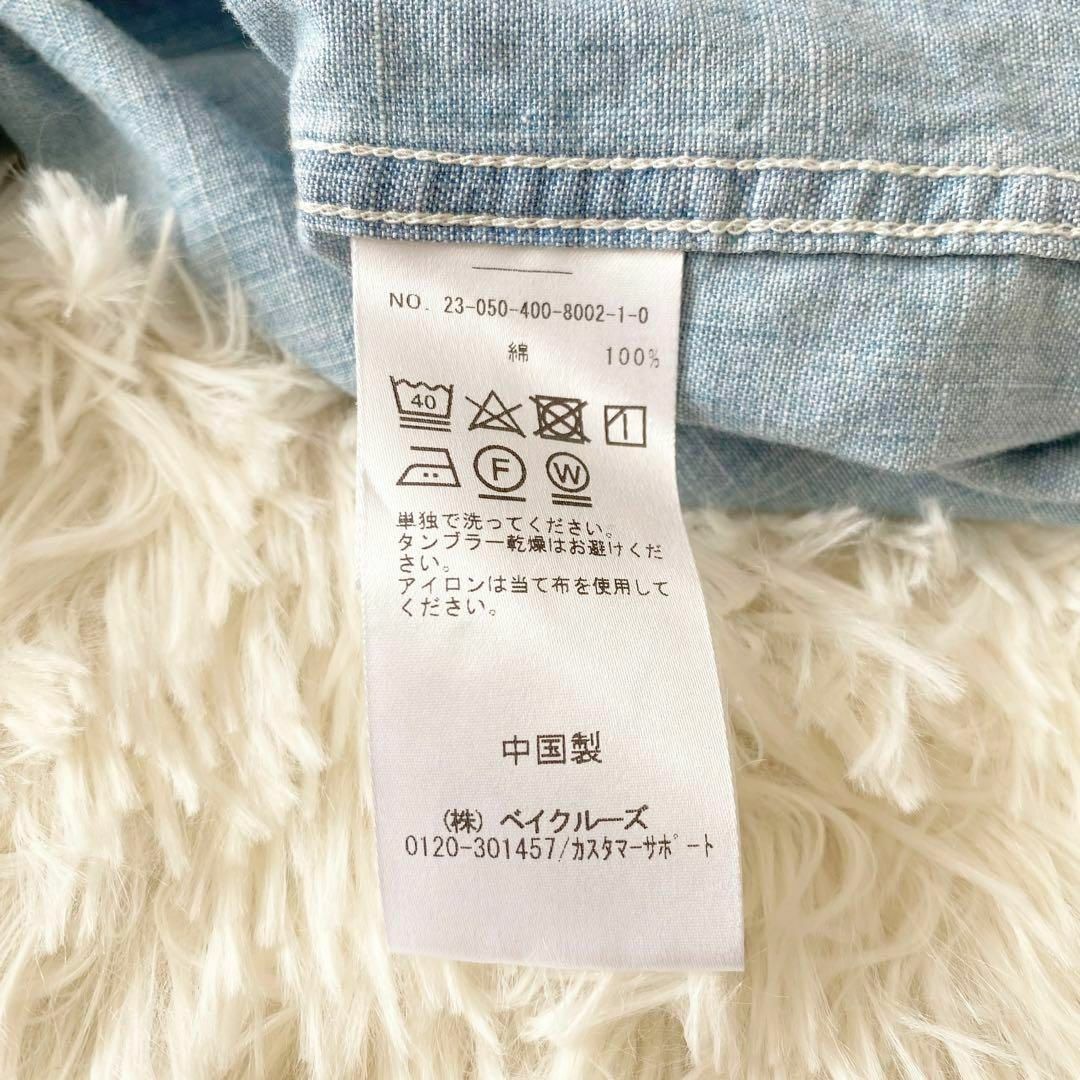 NO. 23-050-400-8002-1-0
綿 100%
40
F W
単独で洗ってください。
タンブラー乾燥はお避けくだ
さい。
アイロンは当て布を使用して
ください。
中国製
(株) ベイクルーズ
0120-301457/カスタマーサポート